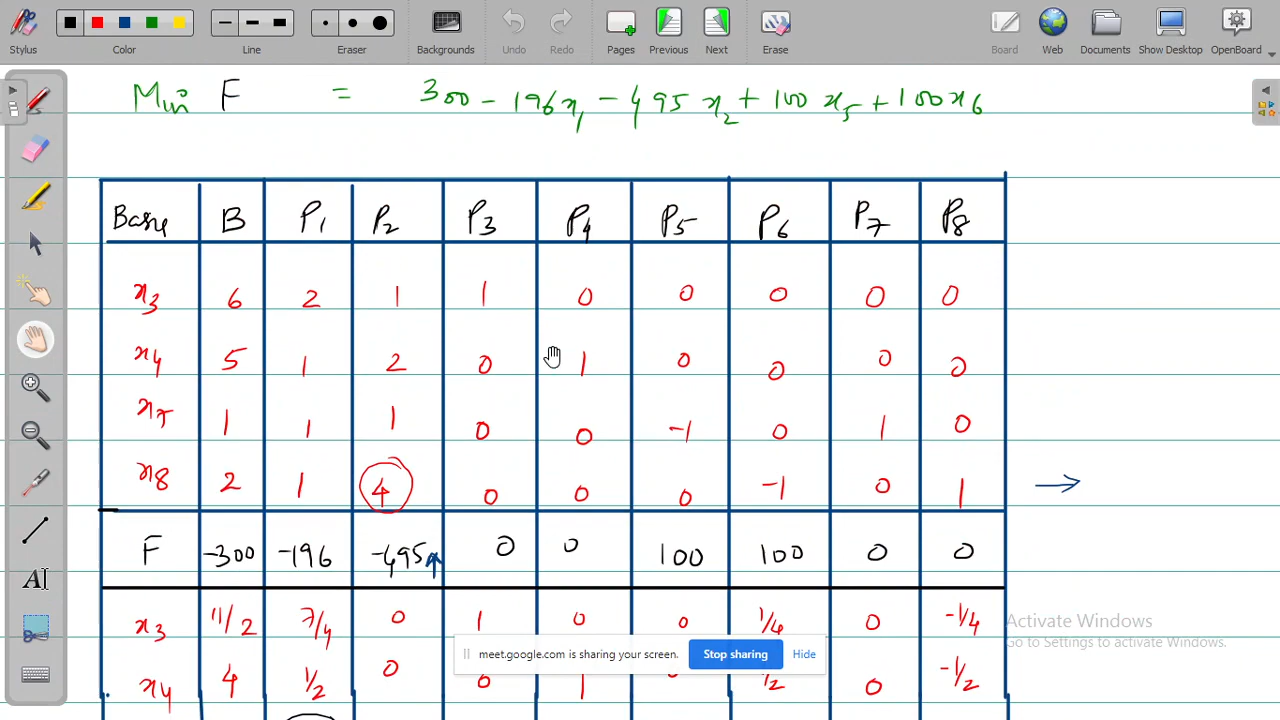 Stylus Color Line Eraser Backgrounds Undo Redo Pages Previous Next Erase Board Web Documents Show Desktop OpenBoard
Min F = 300 - 196x1 - 495x2 + 100x5 + 100x6
Base B P1 P2 P3 P4 P5 P6 P7 P8
x3 6 2 1 1 0 0 0 0 0
x4 5 1 2 0 1 0 0 0 0
x7 1 1 1 0 0 -1 0 1 0
x8 2 1 4 0 0 0 -1 0 1 →
F -300 -196 -495↑ 0 0 100 100 0 0
x3 11/2 7/4 0 1 0 0 1/4 0 -1/4
x4 4 1/2 0 0 1 1/2 0 -1/2
meet.google.com is sharing your screen. Stop sharing Hide
Activate Windows
Go to Settings to activate Windows.